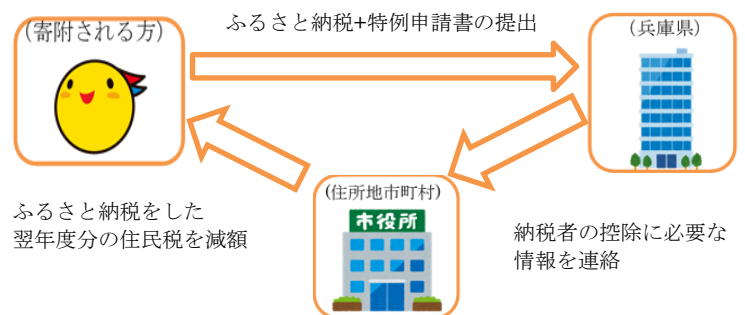 ふるさと納税+特例申請書の提出
(寄附される方)
(兵庫県)
(住所地市町村)
市役所
ふるさと納税をした
翌年度分の住民税を減額
納税者の控除に必要な
情報を連絡